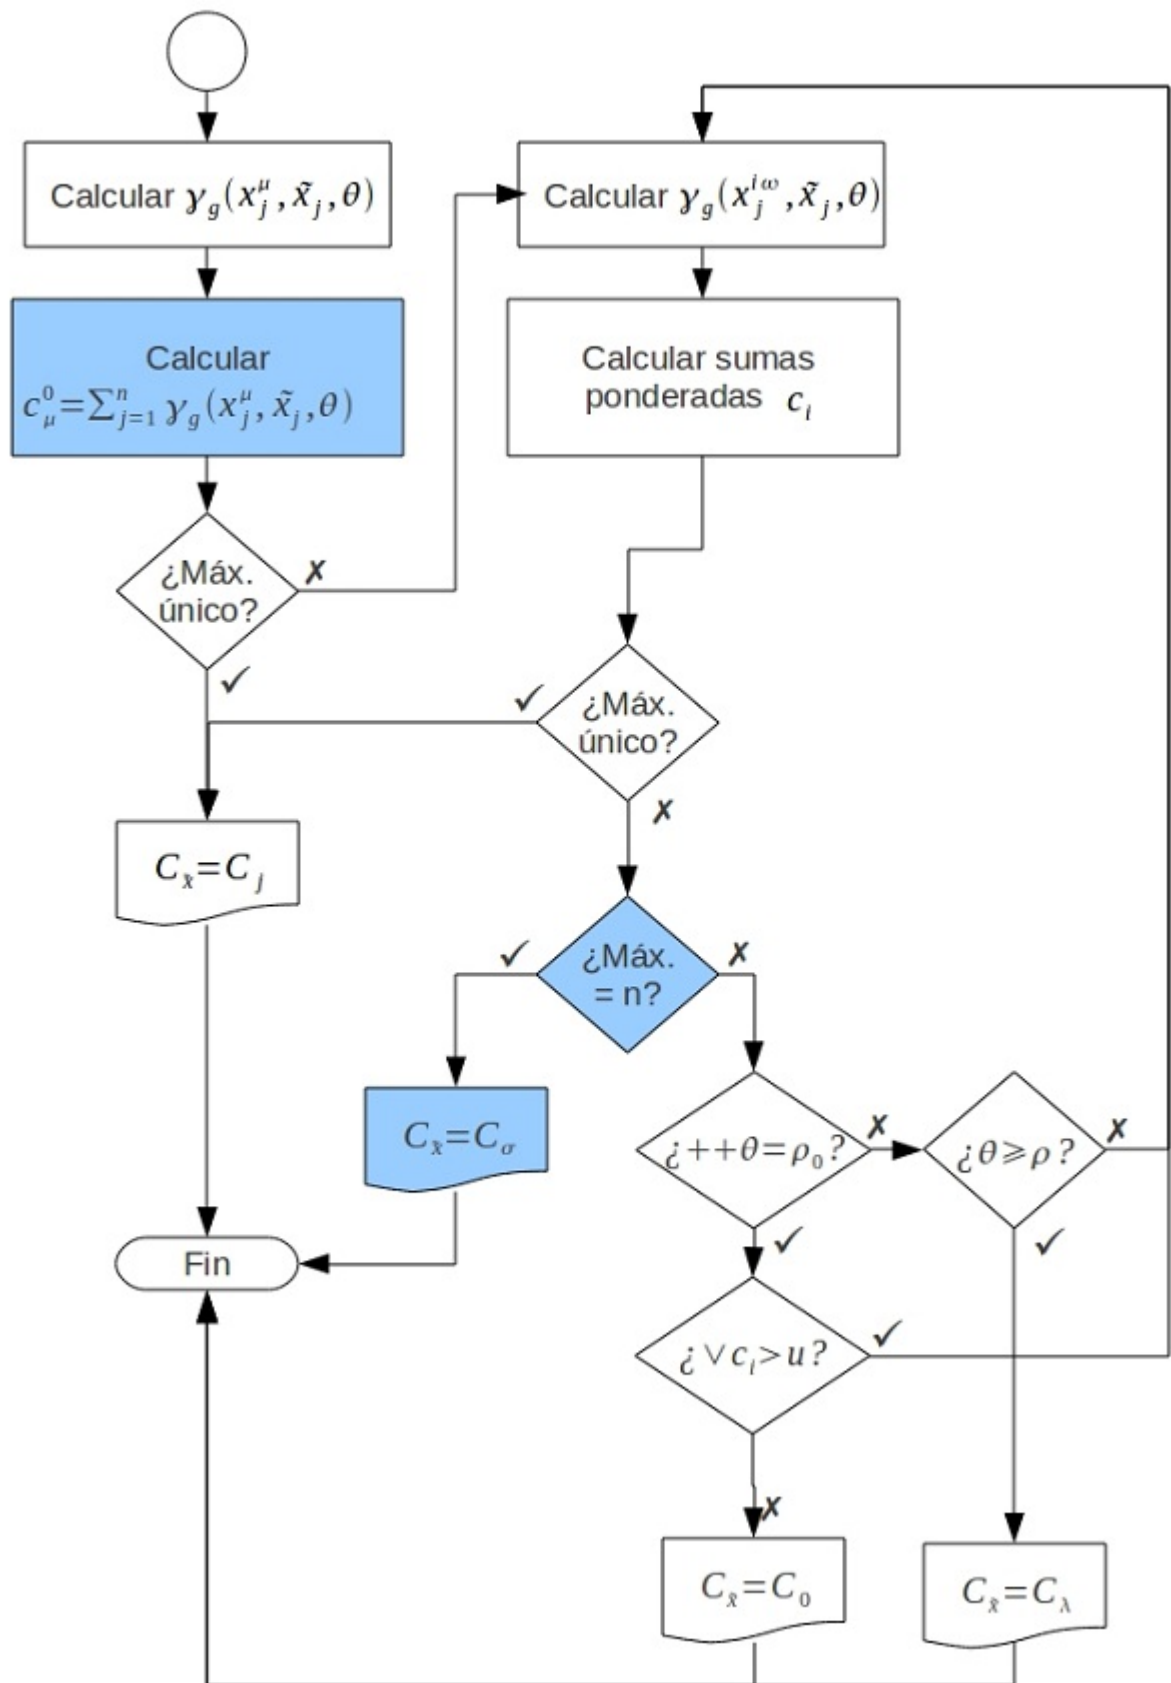 Calcular γ_g(x_j^μ, x̃_j, θ)
Calcular γ_g(x_j^{iω}, x̃_j, θ)
Calcular
c_μ^0=∑_{j=1}^n γ_g(x_j^μ, x̃_j, θ)
Calcular sumas
ponderadas c_i
¿Máx.
único?
✗
✓
¿Máx.
único?
✓
✗
C_x̃=C_j
¿Máx.
= n?
✓
✗
C_x̃=C_σ
¿++θ=ρ_0?
✗
✓
¿θ⩾ρ?
✗
✓
Fin
¿∨c_i>u?
✓
✗
C_x̃=C_0
C_x̃=C_λ